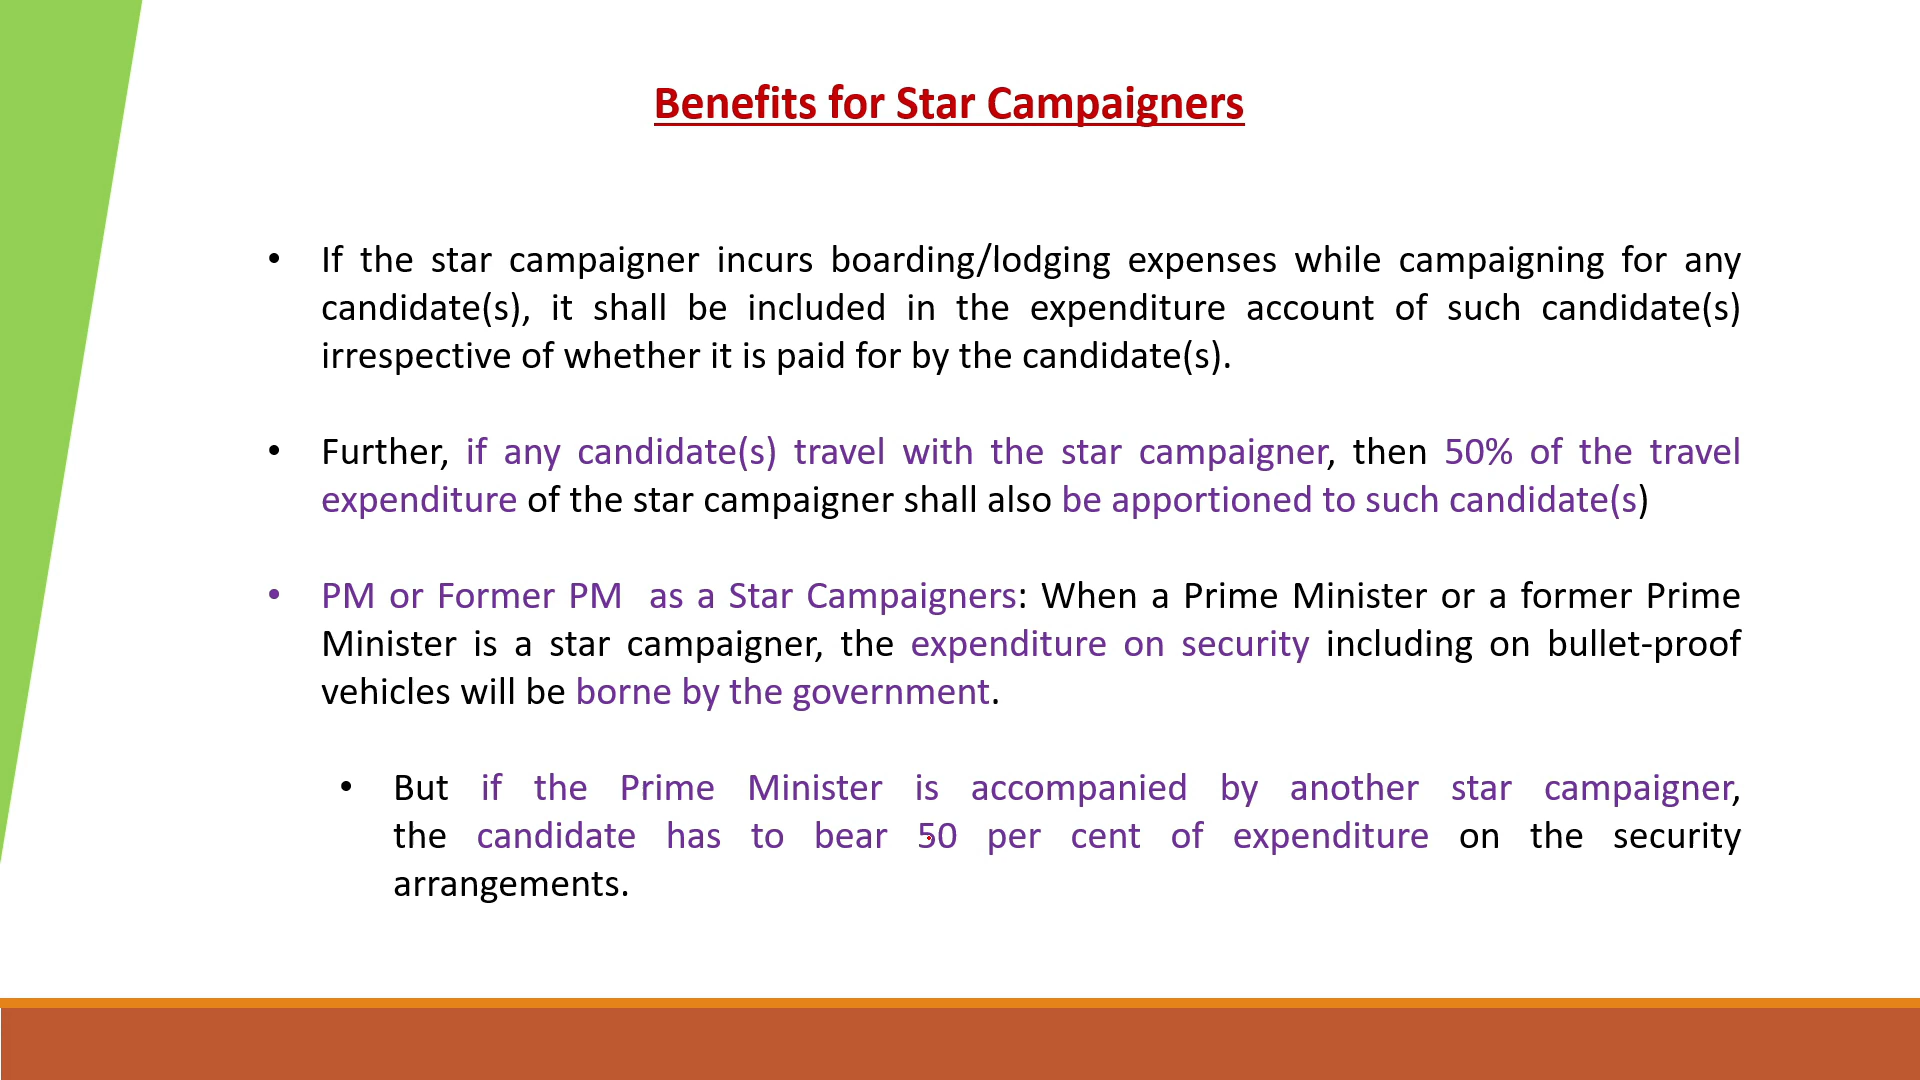 Benefits for Star Campaigners
• If the star campaigner incurs boarding/lodging expenses while campaigning for any
candidate(s), it shall be included in the expenditure account of such candidate(s)
irrespective of whether it is paid for by the candidate(s).
• Further, if any candidate(s) travel with the star campaigner, then 50% of the travel
expenditure of the star campaigner shall also be apportioned to such candidate(s)
• PM or Former PM as a Star Campaigners: When a Prime Minister or a former Prime
Minister is a star campaigner, the expenditure on security including on bullet-proof
vehicles will be borne by the government.
• But if the Prime Minister is accompanied by another star campaigner,
the candidate has to bear 50 per cent of expenditure on the security
arrangements.